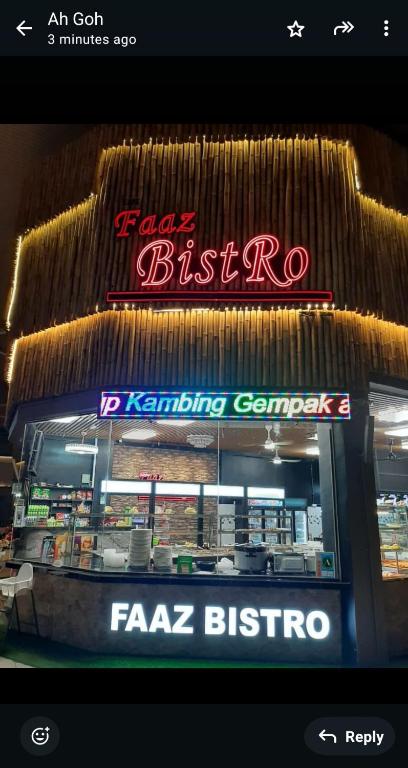 Ah Goh
3 minutes ago
Faaz
BistRo
Kambing Gempak
FAAZ BISTRO
Reply